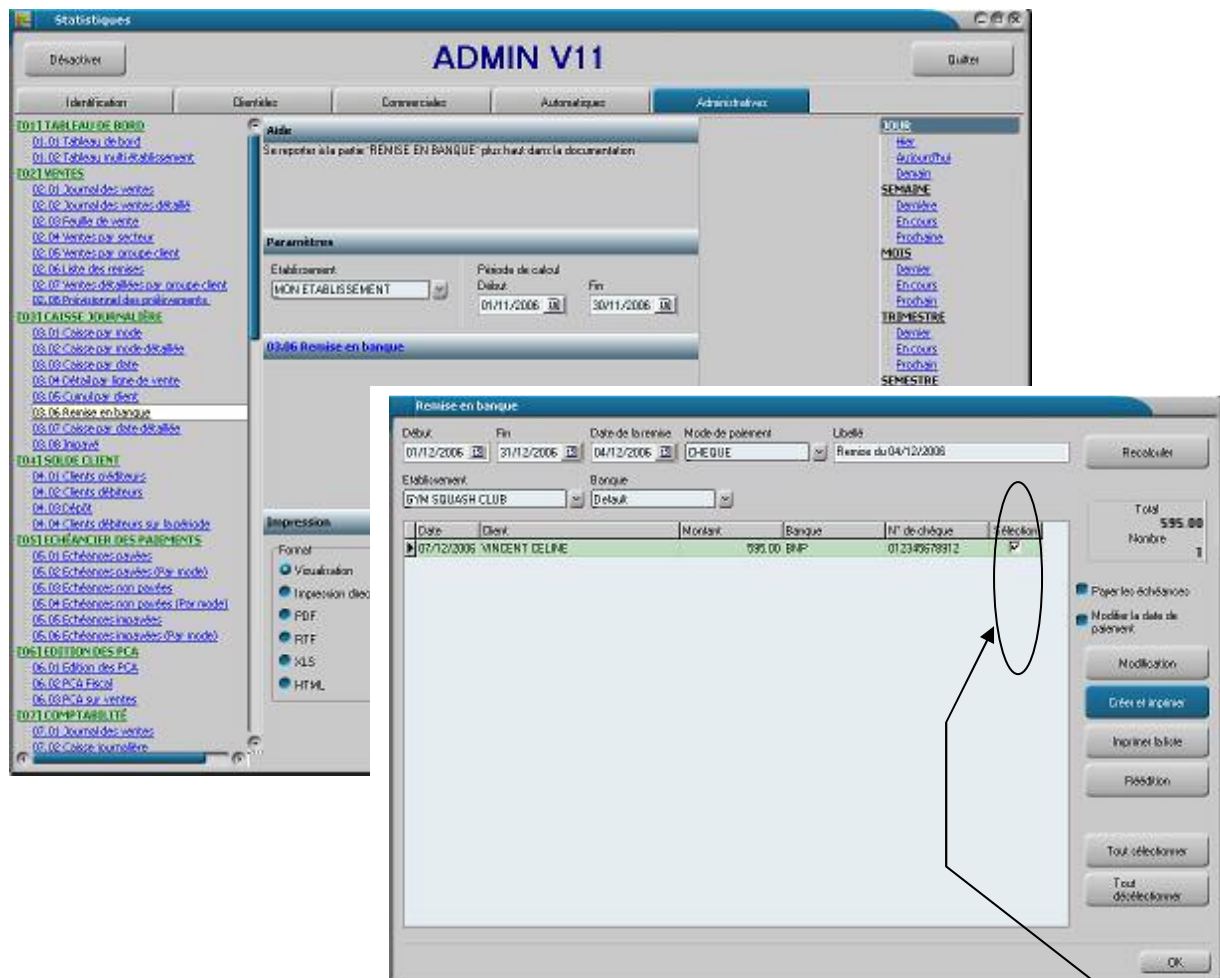 Statistiques
Désactiver
ADMIN V11
Quitter
Identification
Clientèles
Commerciales
Automatiques
Administratives
[01] TABLEAU DE BORD
01.01 Tableau de bord
01.02 Tableau multi établissement
[02] VENTES
02.01 Journal des ventes
02.02 Journal des ventes détaillé
02.03 Feuille de vente
02.04 Ventes par secteur
02.05 Ventes par groupe client
02.06 Liste des remises
02.07 Ventes détaillées par groupe client
02.08 Prévisionnel des prélèvements
[03] CAISSE JOURNALIÈRE
03.01 Caisse par mode
03.02 Caisse par mode détaillée
03.03 Caisse par date
03.04 Détail par ligne de vente
03.05 Cumul par client
03.06 Remise en banque
03.07 Caisse par date détaillée
03.08 Impayé
[04] SOLDE CLIENT
04.01 Clients créditeurs
04.02 Clients débiteurs
04.03 Dépôt
04.04 Clients débiteurs sur la période
[05] ECHÉANCIER DES PAIEMENTS
05.01 Echéances payées
05.02 Echéances payées (Par mode)
05.03 Echéances non payées
05.04 Echéances non payées (Par mode)
05.05 Echéances impayées
05.06 Echéances impayées (Par mode)
[06] EDITION DES PCA
06.01 Edition des PCA
06.02 PCA Fiscal
06.03 PCA sur ventes
[07] COMPTABILITÉ
07.01 Journal des ventes
07.02 Caisse journalière
Aide
Se reporter à la partie "REMISE EN BANQUE" plus haut dans la documentation
Paramètres
Etablissement
MON ETABLISSEMENT
Période de calcul
Début
Fin
01/11/2006
30/11/2006
03.06 Remise en banque
Impression
Format
Visualisation
Impression direc
PDF
RTF
XLS
HTML
JOUR
Hier
Aujourd'hui
Demain
SEMAINE
Dernière
En cours
Prochaine
MOIS
Dernier
En cours
Prochain
TRIMESTRE
Dernier
En cours
Prochain
SEMESTRE
Remise en banque
Début
Fin
Date de la remise
Mode de paiement
Libellé
01/12/2006
31/12/2006
04/12/2006
CHEQUE
Remise du 04/12/2006
Recalculer
Etablissement
Banque
GYM SQUASH CLUB
Default
Date
Client
Montant
Banque
N° de chèque
Sélection
07/12/2006 VINCENT CELINE 595.00 BNP 012345678912
Total
595.00
Nombre
1
Payer les échéances
Modifier la date de
paiement
Modification
Créer et imprimer
Imprimer la liste
Réédition
Tout sélectionner
Tout
désélectionner
OK